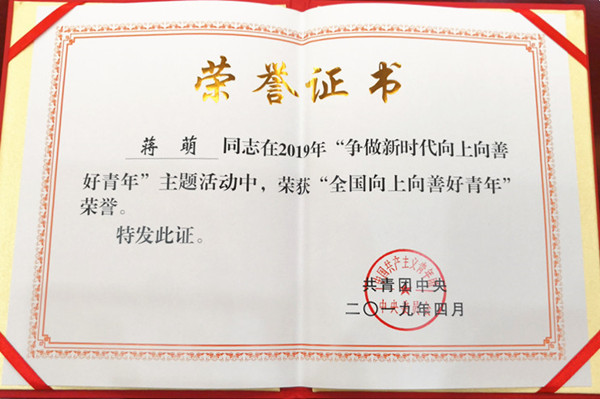 荣誉证书
蒋 萌 同志在2019年“争做新时代向上向善
好青年”主题活动中，荣获“全国向上向善好青年”
荣誉。
特发此证。
共青团中央
二〇一九年四月